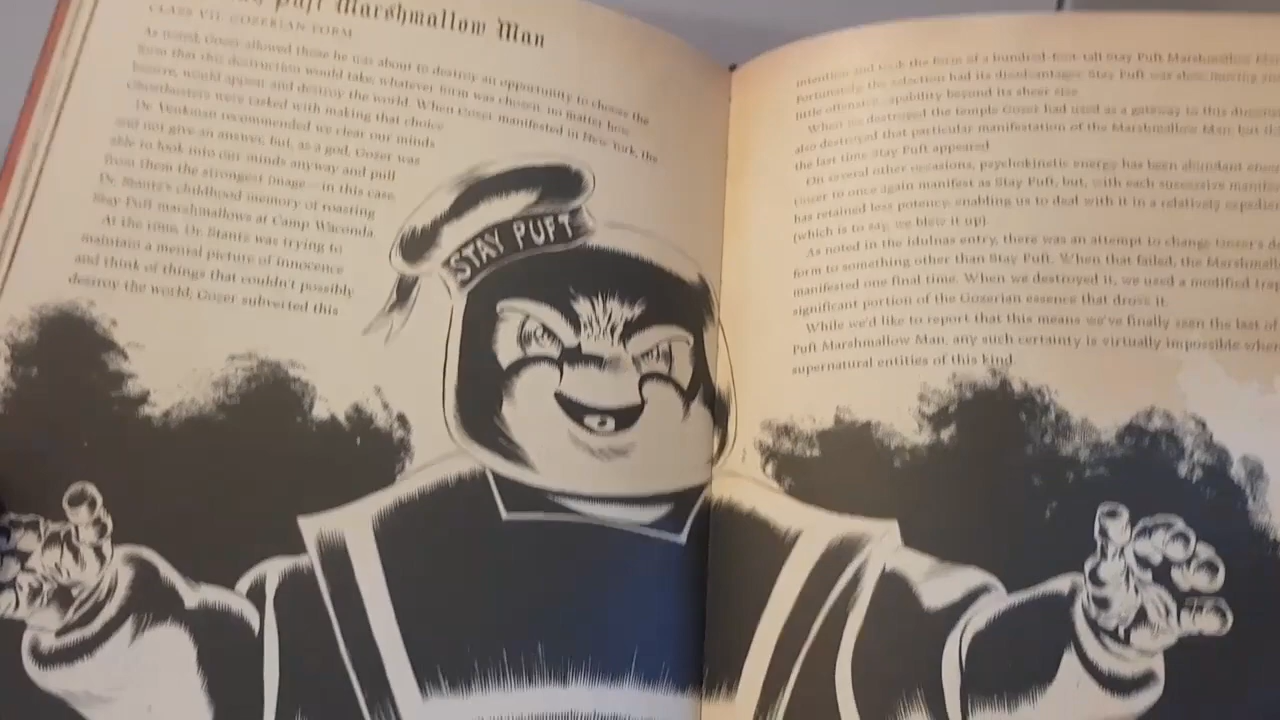 Puft Marshmallow Man
CLASS VII GOZERIAN FORM
As noted, Gozer allowed those he was about to destroy an opportunity to choose the
form that this destruction would take; whatever form was chosen, no matter how
bizarre, would appear and destroy the world. When Gozer manifested in New York, the
Ghostbusters were tasked with making that choice
Dr. Venkman recommended we clear our minds
and not give an answer, but, as a god, Gozer was
able to look into our minds anyway and pull
from them the strongest image—in this case,
Dr. Stantz's childhood memory of roasting
Stay Puft marshmallows at Camp Waconda.
At the time, Dr. Stantz was trying to
maintain a mental picture of innocence
and think of things that couldn't possibly
destroy the world; Gozer subverted this
STAY PUFT
intention and took the form of a hundred-foot-tall Stay Puft Marshmallow
Fortunately, the selection had its disadvantages: Stay Puft was slow moving
little offensive capability beyond its sheer size.
When we destroyed the temple Gozer had used as a gateway to this
also destroyed that particular manifestation of the Marshmallow Man, but
the last time Stay Puft appeared.
On several other occasions, psychokinetic energy has been abundant
Gozer to once again manifest as Stay Puft, but, with each successive
has retained less potency, enabling us to deal with it in a relatively
(which is to say, we blew it up).
As noted in the Idulnas entry, there was an attempt to change Gozer's
form to something other than Stay Puft. When that failed, the
manifested one final time. When we destroyed it, we used a modified trap
significant portion of the Gozerian essence that drove it.
While we'd like to report that this means we've finally seen the last of
Puft Marshmallow Man, any such certainty is virtually impossible when
supernatural entities of this kind.